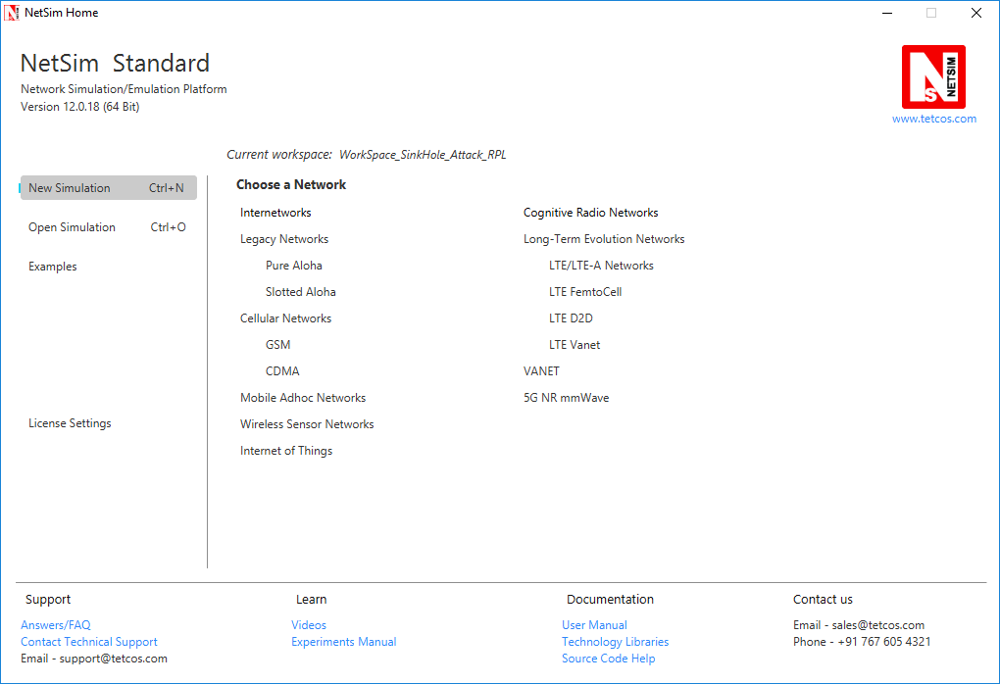 NetSim Home
NetSim Standard
Network Simulation/Emulation Platform
Version 12.0.18 (64 Bit)
NS NETSIM
www.tetcos.com
Current workspace: WorkSpace_SinkHole_Attack_RPL
New Simulation Ctrl+N
Open Simulation Ctrl+O
Examples
License Settings
Choose a Network
Internetworks
Legacy Networks
Pure Aloha
Slotted Aloha
Cellular Networks
GSM
CDMA
Mobile Adhoc Networks
Wireless Sensor Networks
Internet of Things
Cognitive Radio Networks
Long-Term Evolution Networks
LTE/LTE-A Networks
LTE FemtoCell
LTE D2D
LTE Vanet
VANET
5G NR mmWave
Support
Answers/FAQ
Contact Technical Support
Email - support@tetcos.com
Learn
Videos
Experiments Manual
Documentation
User Manual
Technology Libraries
Source Code Help
Contact us
Email - sales@tetcos.com
Phone - +91 767 605 4321